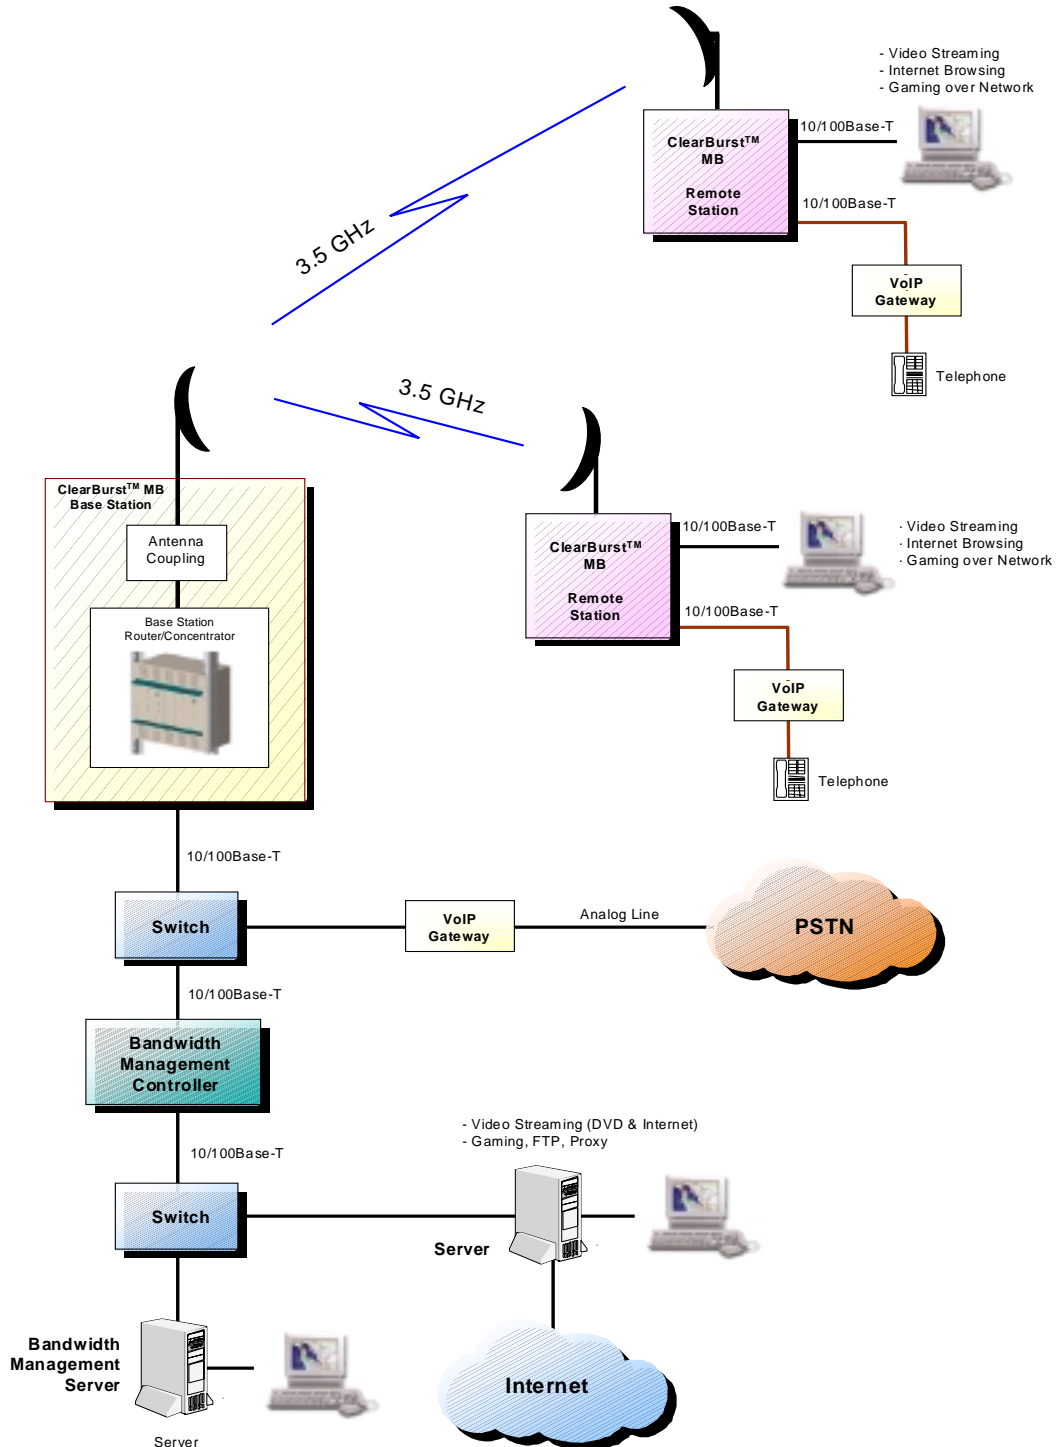 - Video Streaming
- Internet Browsing
- Gaming over Network
10/100Base-T
ClearBurst™
MB
Remote
Station
10/100Base-T
VoIP
Gateway
Telephone
3.5 GHz
3.5 GHz
ClearBurst™ MB
Base Station
Antenna
Coupling
Base Station
Router/Concentrator
ClearBurst™
MB
Remote
Station
10/100Base-T
· Video Streaming
· Internet Browsing
· Gaming over Network
10/100Base-T
VoIP
Gateway
Telephone
10/100Base-T
Switch
VoIP
Gateway
Analog Line
PSTN
10/100Base-T
Bandwidth
Management
Controller
10/100Base-T
- Video Streaming (DVD & Internet)
- Gaming, FTP, Proxy
Switch
Server
Bandwidth
Management
Server
Internet
Server